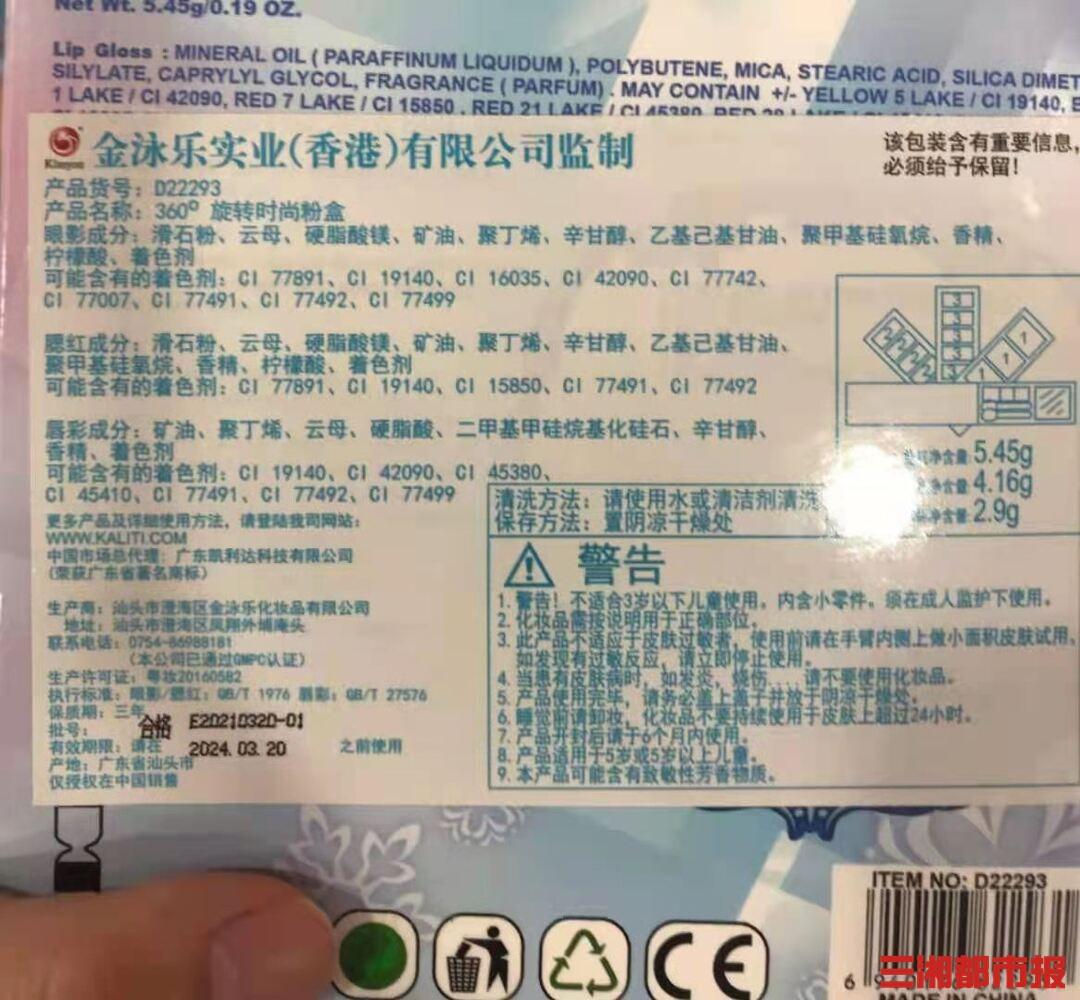 Net Wt. 5.45g/0.19 OZ.
Lip Gloss : MINERAL OIL ( PARAFFINUM LIQUIDUM ), POLYBUTENE, MICA, STEARIC ACID, SILICA DIMET
SILYLATE, CAPRYLYL GLYCOL, FRAGRANCE ( PARFUM) . MAY CONTAIN +/- YELLOW 5 LAKE / CI 19140, E
1 LAKE / CI 42090, RED 7 LAKE / CI 15850 , RED 21 LAKE / CI 45380,
金泳乐实业(香港)有限公司监制
该包装含有重要信息,
必须给予保留!
产品货号: D22293
产品名称: 360° 旋转时尚粉盒
眼影成分: 滑石粉、云母、硬脂酸镁、矿油、聚丁烯、辛甘醇、乙基己基甘油、聚甲基硅氧烷、香精、
柠檬酸、着色剂
可能含有的着色剂: CI 77891、CI 19140、CI 16035、CI 42090、CI 77742、
CI 77007、CI 77491、CI 77492、CI 77499
腮红成分: 滑石粉、云母、硬脂酸镁、矿油、聚丁烯、辛甘醇、乙基己基甘油、
聚甲基硅氧烷、香精、柠檬酸、着色剂
可能含有的着色剂: CI 77891、CI 19140、CI 15850、CI 77491、CI 77492
唇彩成分: 矿油、聚丁烯、云母、硬脂酸、二甲基甲硅烷基化硅石、辛甘醇、
香精、着色剂
可能含有的着色剂: CI 19140、CI 42090、CI 45380、
CI 45410、CI 77491、CI 77492、CI 77499
净含量 5.45g
净含量 4.16g
净含量 2.9g
清洗方法: 请使用水或清洁剂清洗
保存方法: 置阴凉干燥处
更多产品及详细使用方法, 请登陆我司网站:
WWW.KALITI.COM
中国市场总代理: 广东凯利达科技有限公司
(荣获广东省著名商标)
生产商: 汕头市澄海区金泳乐化妆品有限公司
地址: 汕头市澄海区凤翔外埔庵头
联系电话: 0754-86988181
(本公司已通过GMPC认证)
生产许可证: 粤妆20160582
执行标准: 眼影/腮红: QB/T 1976 唇彩: GB/T 27576
保质期: 三年
批号: 合格 E20210320-01
有效期限: 请在 2024.03.20 之前使用
产地: 广东省汕头市
仅授权在中国销售
警告
1. 警告! 不适合3岁以下儿童使用。内含小零件。须在成人监护下使用。
2. 化妆品需按说明用于正确部位。
3. 此产品不适应于皮肤过敏者, 使用前请在手臂内侧上做小面积皮肤试用,
如发现有过敏反应, 请立即停止使用。
4. 当患有皮肤病时, 如发炎, 烧伤... 请不要使用化妆品。
5. 产品使用完毕, 请务必盖上盖子并放于阴凉干燥处。
6. 睡觉前请卸妆, 化妆品不要持续使用于皮肤上超过24小时。
7. 产品开封后请于6个月内使用。
8. 产品适用于5岁或5岁以上儿童。
9. 本产品可能含有致敏性芳香物质。
ITEM NO: D22293
CE
6
三湘都市报
MADE IN CHINA